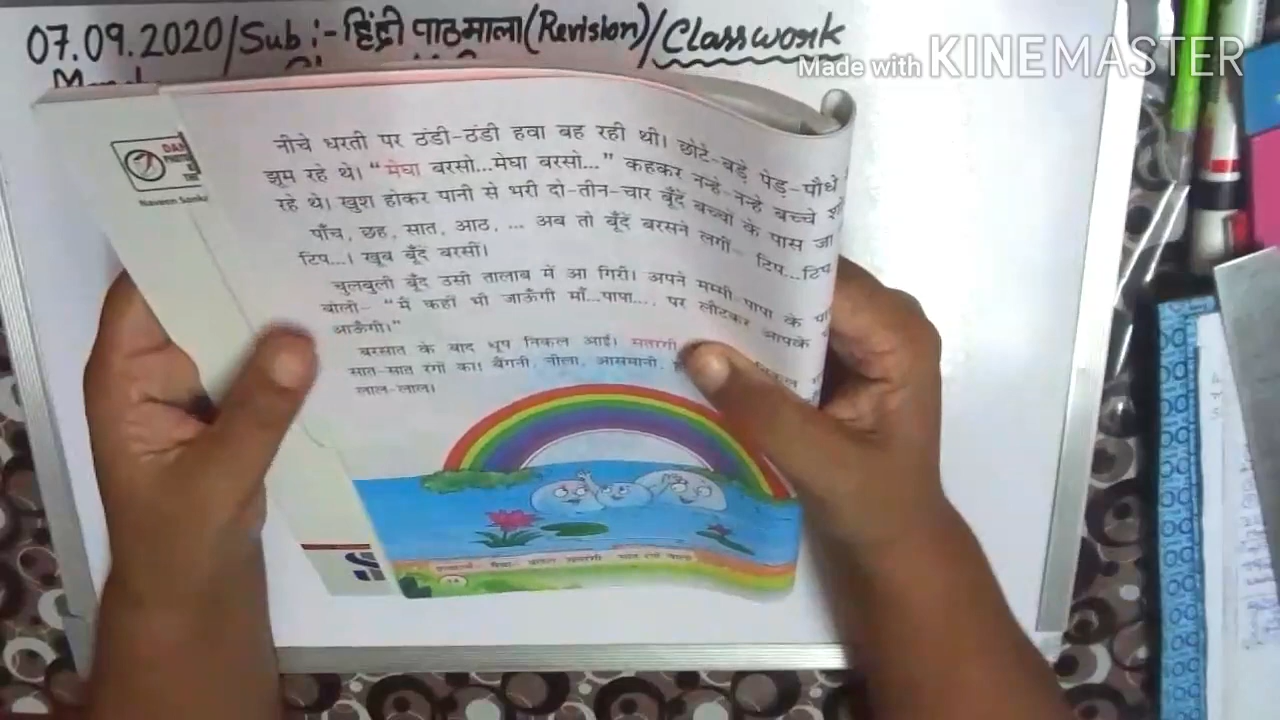 07.09.2020/Sub:-हिंदी पाठमाला(Revision)/Classwork
Made with KINEMASTER
नीचे धरती पर ठंडी-ठंडी हवा बह रही थी। छोटे-बड़े पेड़-पौधे
झूम रहे थे। “मेघा बरसो...मेघा बरसो...” कहकर नन्हे-नन्हे बच्चे
रहे थे। खुश होकर पानी से भरी दो-तीन-चार बूँदें बच्चों के पास जा
पाँच, छह, सात, आठ, ... अब तो बूँदें बरसने लगीं- टिप...टिप
टिप...। खूब बूँदें बरसीं।
चुलबुली बूँद उसी तालाब में आ गिरी। अपने मम्मी-पापा के
बोली- “मैं कहीं भी जाऊँगी माँ...पापा..., पर लौटकर आपके
आऊँगी।”
बरसात के बाद धूप निकल आई। सतरंगी
सात-सात रंगों का। बैंगनी, नीला, आसमानी,
लाल-लाल।